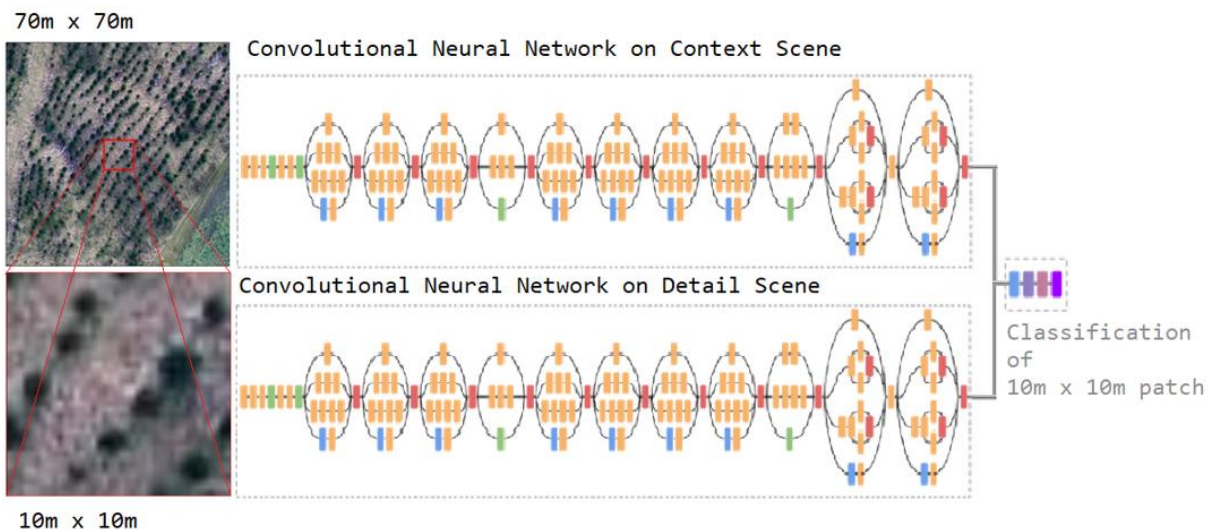 70m x 70m
Convolutional Neural Network on Context Scene
Convolutional Neural Network on Detail Scene
Classification
of
10m x 10m patch
10m x 10m